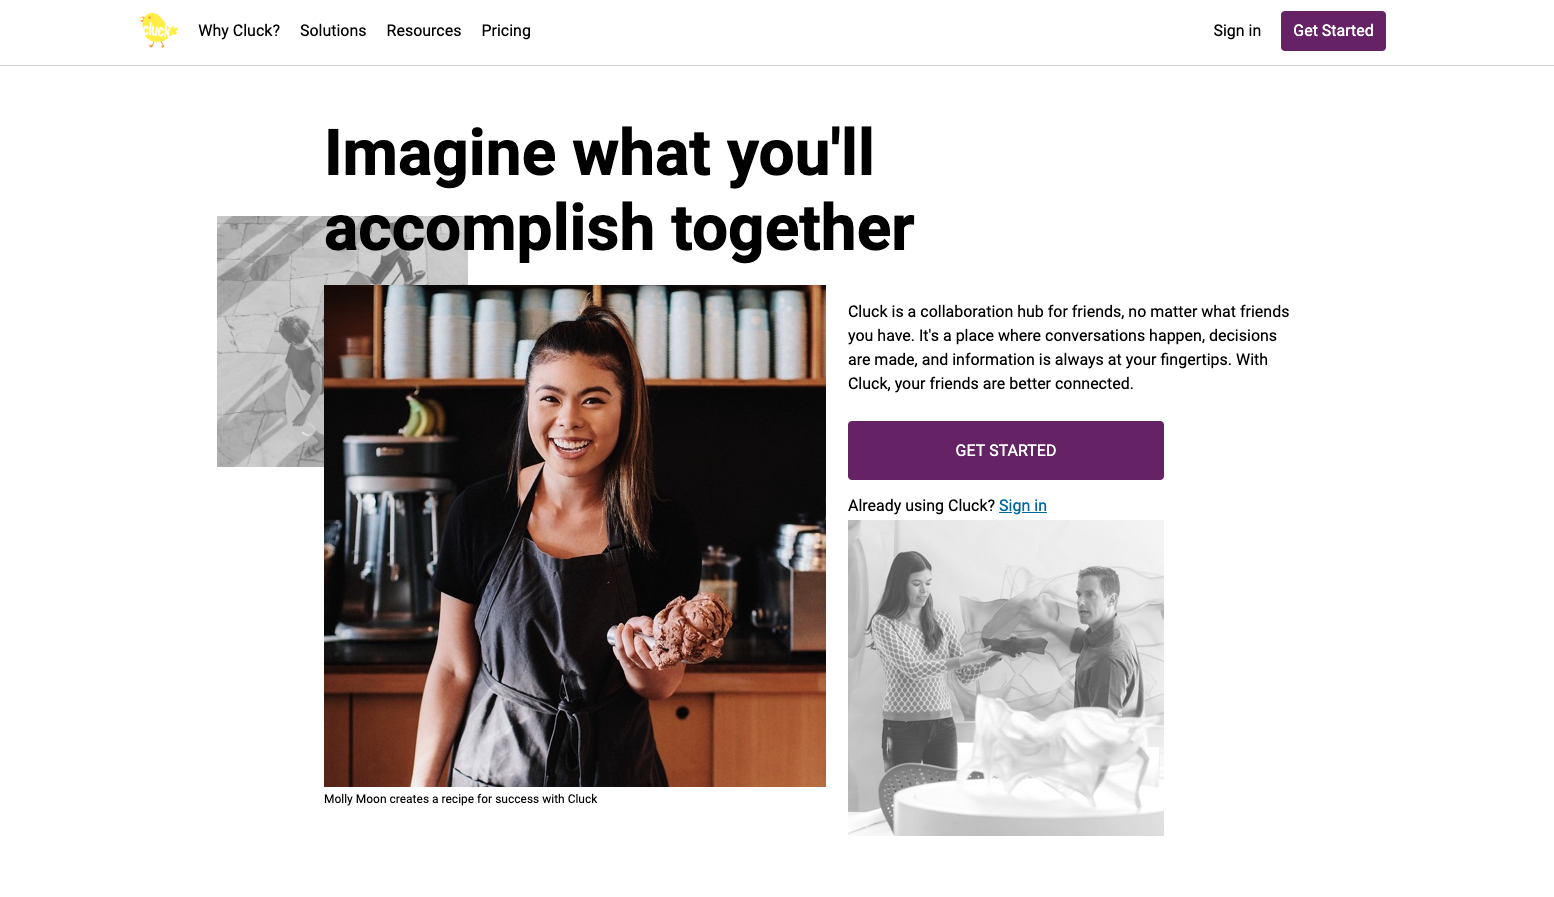 cluck
Why Cluck?
Solutions
Resources
Pricing
Sign in
Get Started
Imagine what you'll
accomplish together
Cluck is a collaboration hub for friends, no matter what friends
you have. It's a place where conversations happen, decisions
are made, and information is always at your fingertips. With
Cluck, your friends are better connected.
GET STARTED
Already using Cluck? Sign in
Molly Moon creates a recipe for success with Cluck